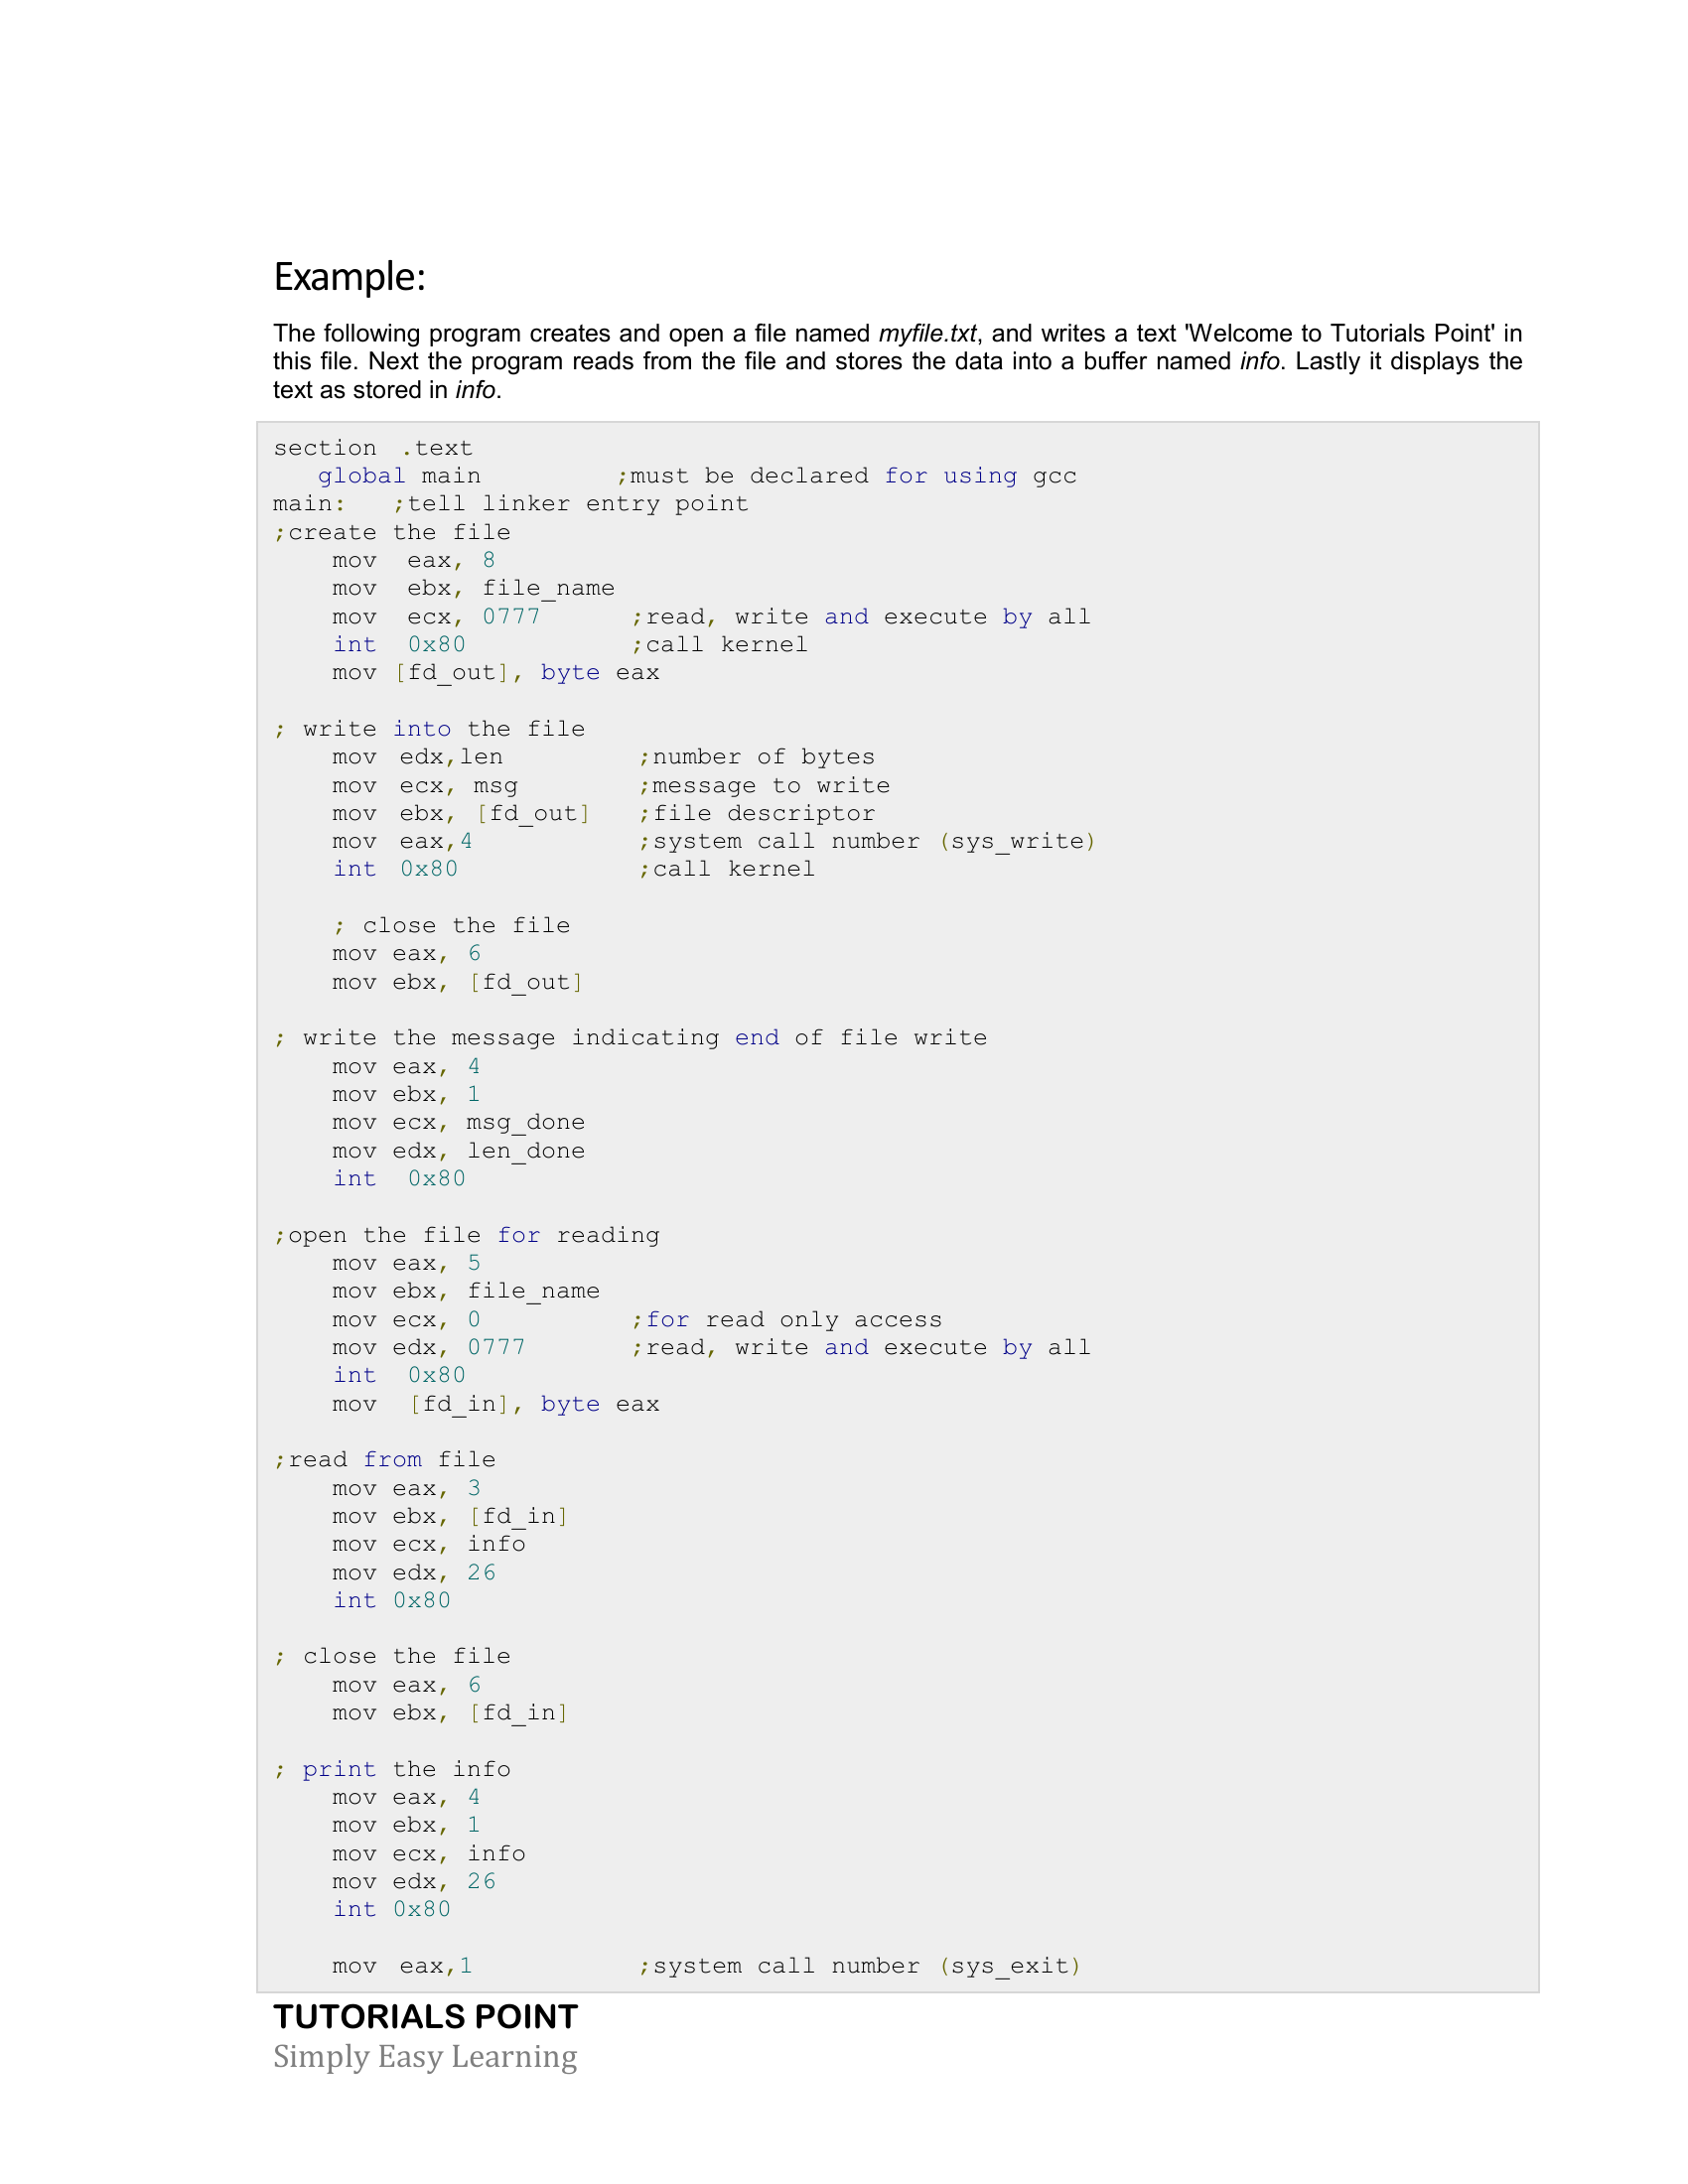 Example:
The following program creates and open a file named myfile.txt, and writes a text 'Welcome to Tutorials Point' in
this file. Next the program reads from the file and stores the data into a buffer named info. Lastly it displays the
text as stored in info.
section .text
global main ;must be declared for using gcc
main: ;tell linker entry point
;create the file
mov eax, 8
mov ebx, file_name
mov ecx, 0777 ;read, write and execute by all
int 0x80 ;call kernel
mov [fd_out], byte eax
; write into the file
mov edx,len ;number of bytes
mov ecx, msg ;message to write
mov ebx, [fd_out] ;file descriptor
mov eax,4 ;system call number (sys_write)
int 0x80 ;call kernel
; close the file
mov eax, 6
mov ebx, [fd_out]
; write the message indicating end of file write
mov eax, 4
mov ebx, 1
mov ecx, msg_done
mov edx, len_done
int 0x80
;open the file for reading
mov eax, 5
mov ebx, file_name
mov ecx, 0 ;for read only access
mov edx, 0777 ;read, write and execute by all
int 0x80
mov [fd_in], byte eax
;read from file
mov eax, 3
mov ebx, [fd_in]
mov ecx, info
mov edx, 26
int 0x80
; close the file
mov eax, 6
mov ebx, [fd_in]
; print the info
mov eax, 4
mov ebx, 1
mov ecx, info
mov edx, 26
int 0x80
mov eax,1 ;system call number (sys_exit)
TUTORIALS POINT
Simply Easy Learning